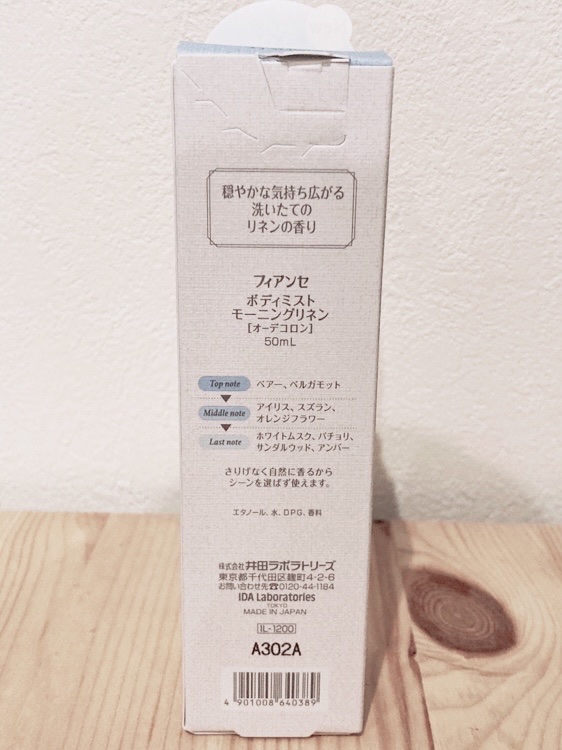 穏やかな気持ち広がる
洗いたての
リネンの香り
フィアンセ
ボディミスト
モーニングリネン
[オーデコロン]
50mL
Top note ペアー、ベルガモット
Middle note アイリス、スズラン、
オレンジフラワー
Last note ホワイトムスク、パチョリ、
サンダルウッド、アンバー
さりげなく自然に香るから
シーンを選ばず使えます。
エタノール、水、DPG、香料
株式会社 井田ラボラトリーズ
東京都千代田区麹町4-2-6
お問い合わせ先☎0120-44-1184
IDA Laboratories
TOKYO
MADE IN JAPAN
IL-1200
A302A
4 901008 640389